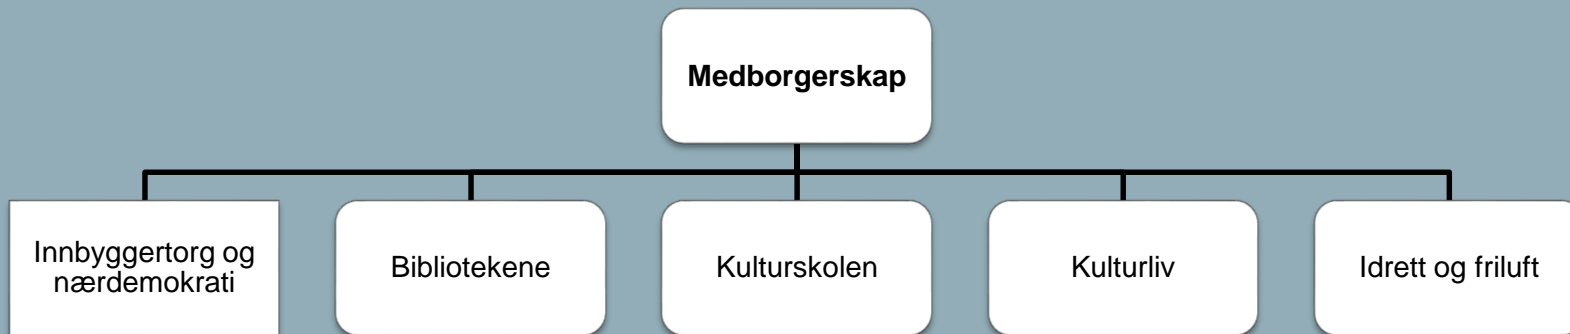 Medborgerskap
Innbyggertorg og
nærdemokrati
Bibliotekene
Kulturskolen
Kulturliv
Idrett og friluft